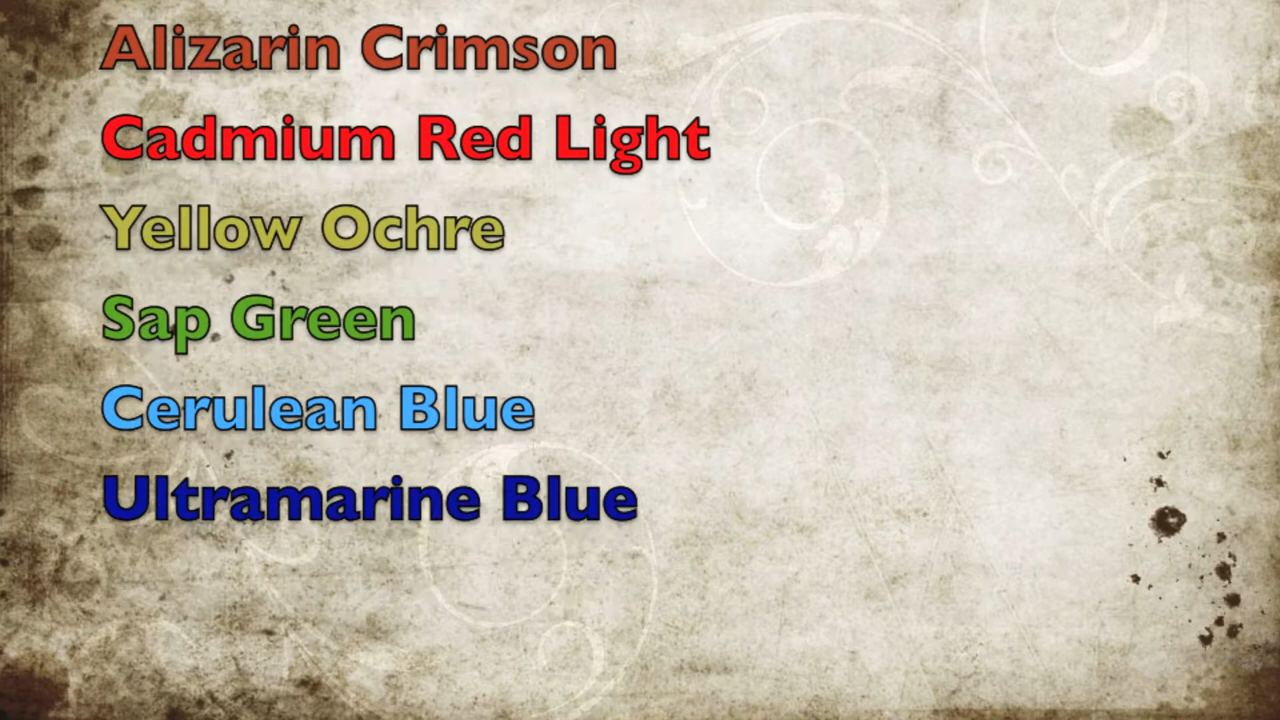 Alizarin Crimson
Cadmium Red Light
Yellow Ochre
Sap Green
Cerulean Blue
Ultramarine Blue